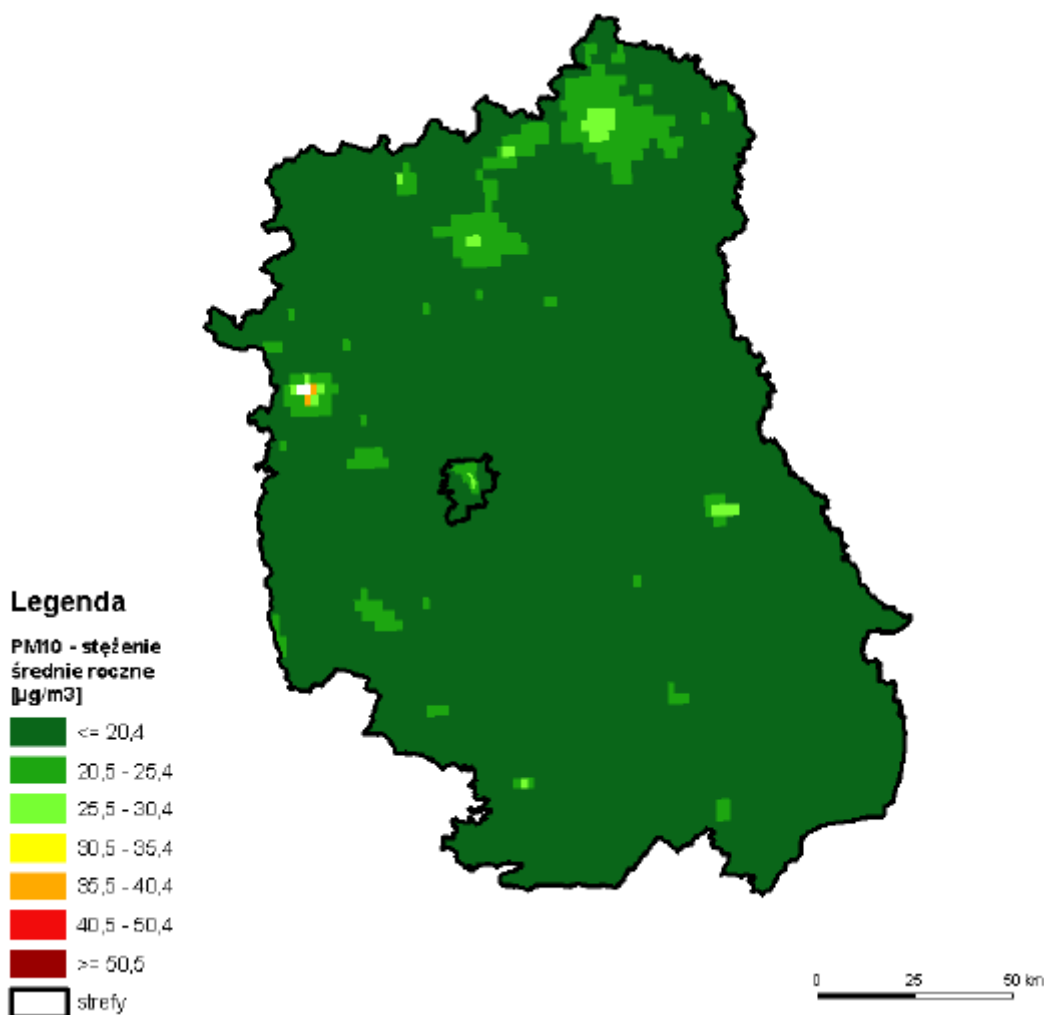 Legenda
PM10 - stężenie
średnie roczne
[µg/m3]
<= 20,4
20,5 - 25,4
25,5 - 30,4
30,5 - 35,4
35,5 - 40,4
40,5 - 50,4
>= 50,5
strefy
0 25 50 km